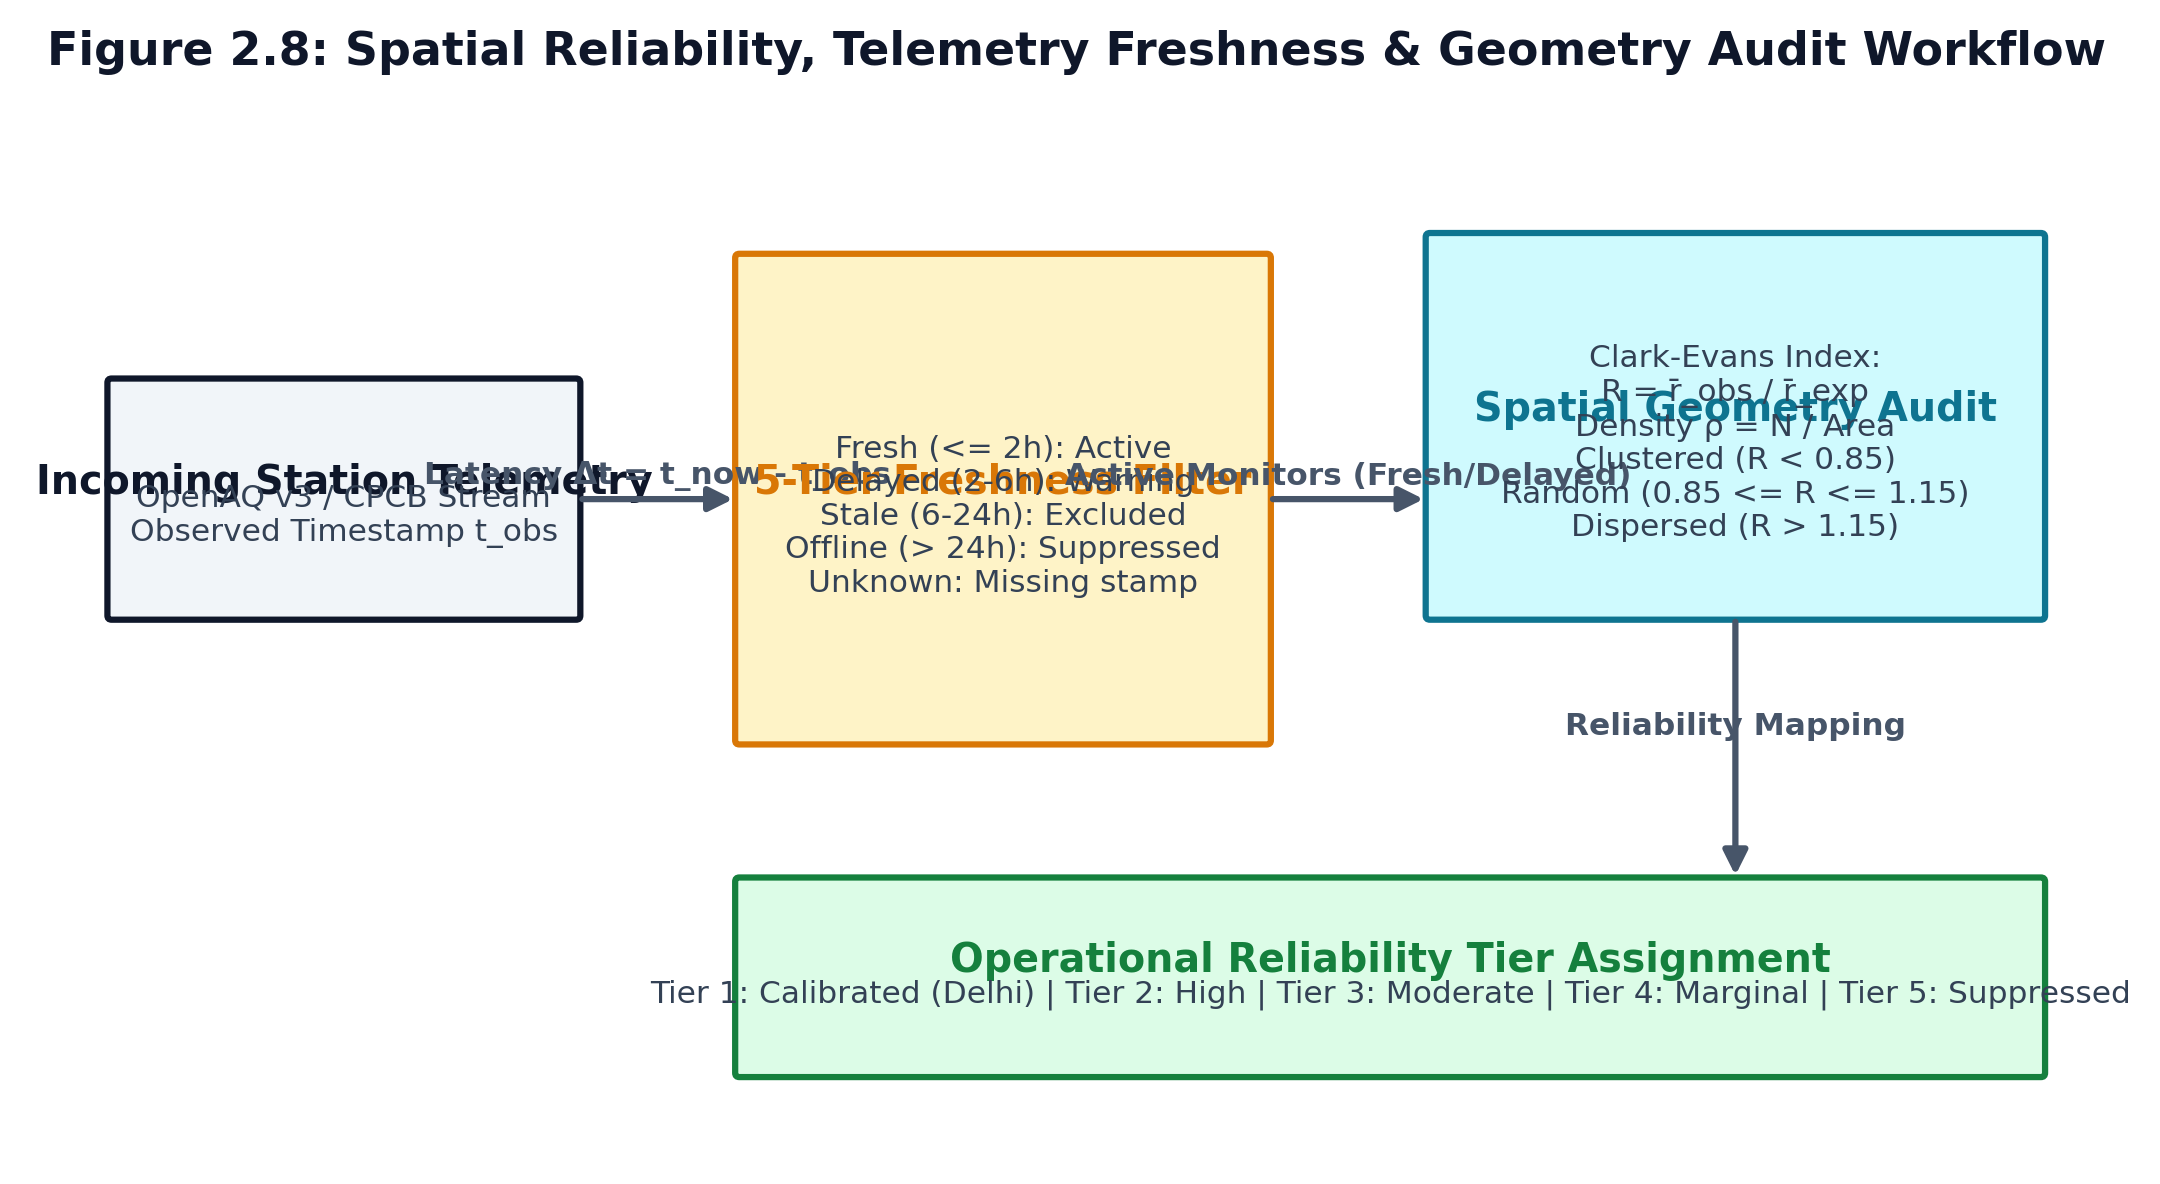 Figure 2.8: Spatial Reliability, Telemetry Freshness & Geometry Audit Workflow
Incoming Station Telemetry
OpenAQ v3 / CPCB Stream
Observed Timestamp t_obs
Latency Δt = t_now - t_obs
5-Tier Freshness Filter
Fresh (<= 2h): Active
Delayed (2-6h): Warning
Stale (6-24h): Excluded
Offline (> 24h): Suppressed
Unknown: Missing stamp
Active Monitors (Fresh/Delayed)
Spatial Geometry Audit
Clark-Evans Index:
R = r̄_obs / r̄_exp
Density ρ = N / Area
Clustered (R < 0.85)
Random (0.85 <= R <= 1.15)
Dispersed (R > 1.15)
Reliability Mapping
Operational Reliability Tier Assignment
Tier 1: Calibrated (Delhi) | Tier 2: High | Tier 3: Moderate | Tier 4: Marginal | Tier 5: Suppressed